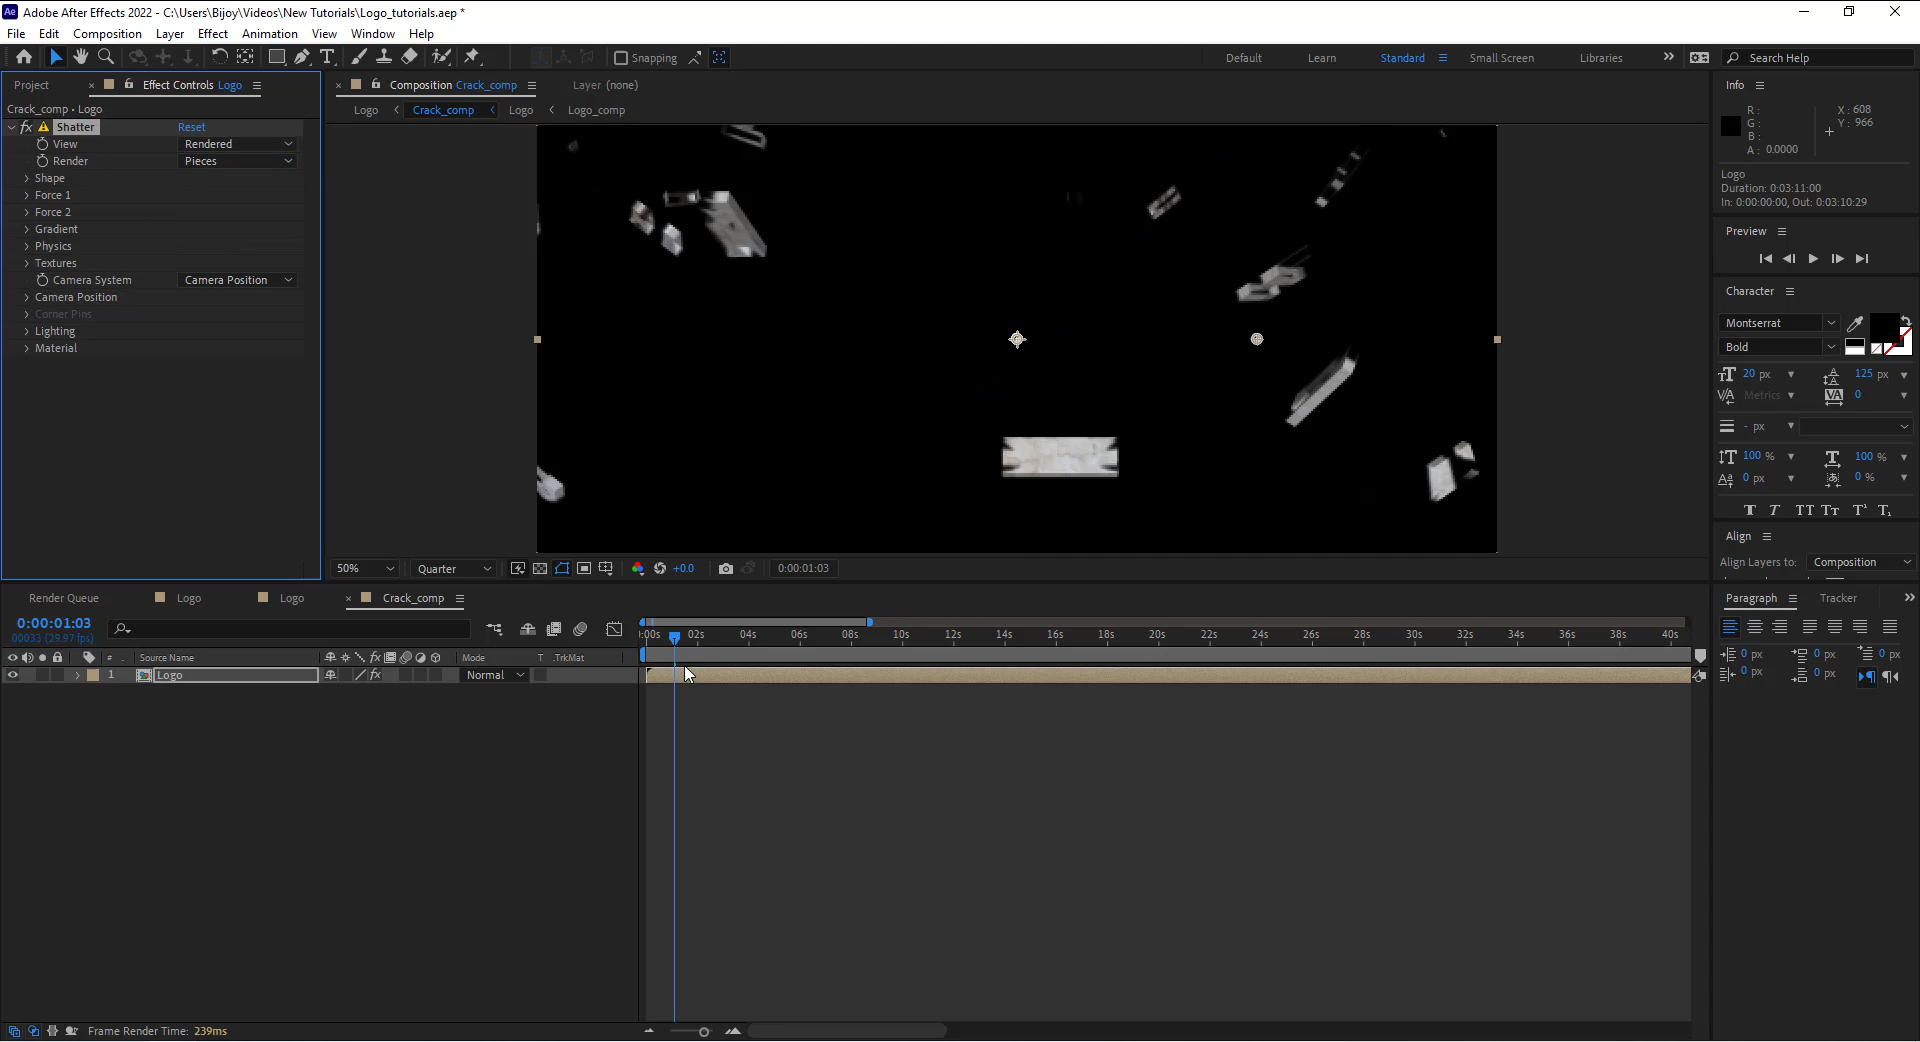 Adobe After Effects 2022 - C:\Users\Bijoy\Videos\New Tutorials\Logo_tutorials.aep *
File Edit Composition Layer Effect Animation View Window Help
Snapping
Default Learn Standard Small Screen Libraries
Search Help
Project
Effect Controls Logo
Crack_comp • Logo
fx Shatter Reset
View Rendered
Render Pieces
Shape
Force 1
Force 2
Gradient
Physics
Textures
Camera System Camera Position
Camera Position
Corner Pins
Lighting
Material
Composition Crack_comp
Layer (none)
Logo Crack_comp Logo Logo_comp
50% Quarter +0.0 0:00:01:03
Info
R :
G :
B :
A : 0.0000
X : 608
Y : 966
Logo
Duration: 0:03:11:00
In: 0:00:00:00, Out: 0:03:10:29
Preview
Character
Montserrat
Bold
20 px 125 px
Metrics 0
- px
100 % 100 %
0 px 0 %
Align
Align Layers to: Composition
Render Queue Logo Logo Crack_comp
0:00:01:03
00033 (29.97 fps)
# Source Name Mode T .TrkMat
1 Logo fx Normal
:00s 02s 04s 06s 08s 10s 12s 14s 16s 18s 20s 22s 24s 26s 28s 30s 32s 34s 36s 38s 40s
Paragraph Tracker
0 px 0 px 0 px
0 px 0 px
Frame Render Time: 239ms